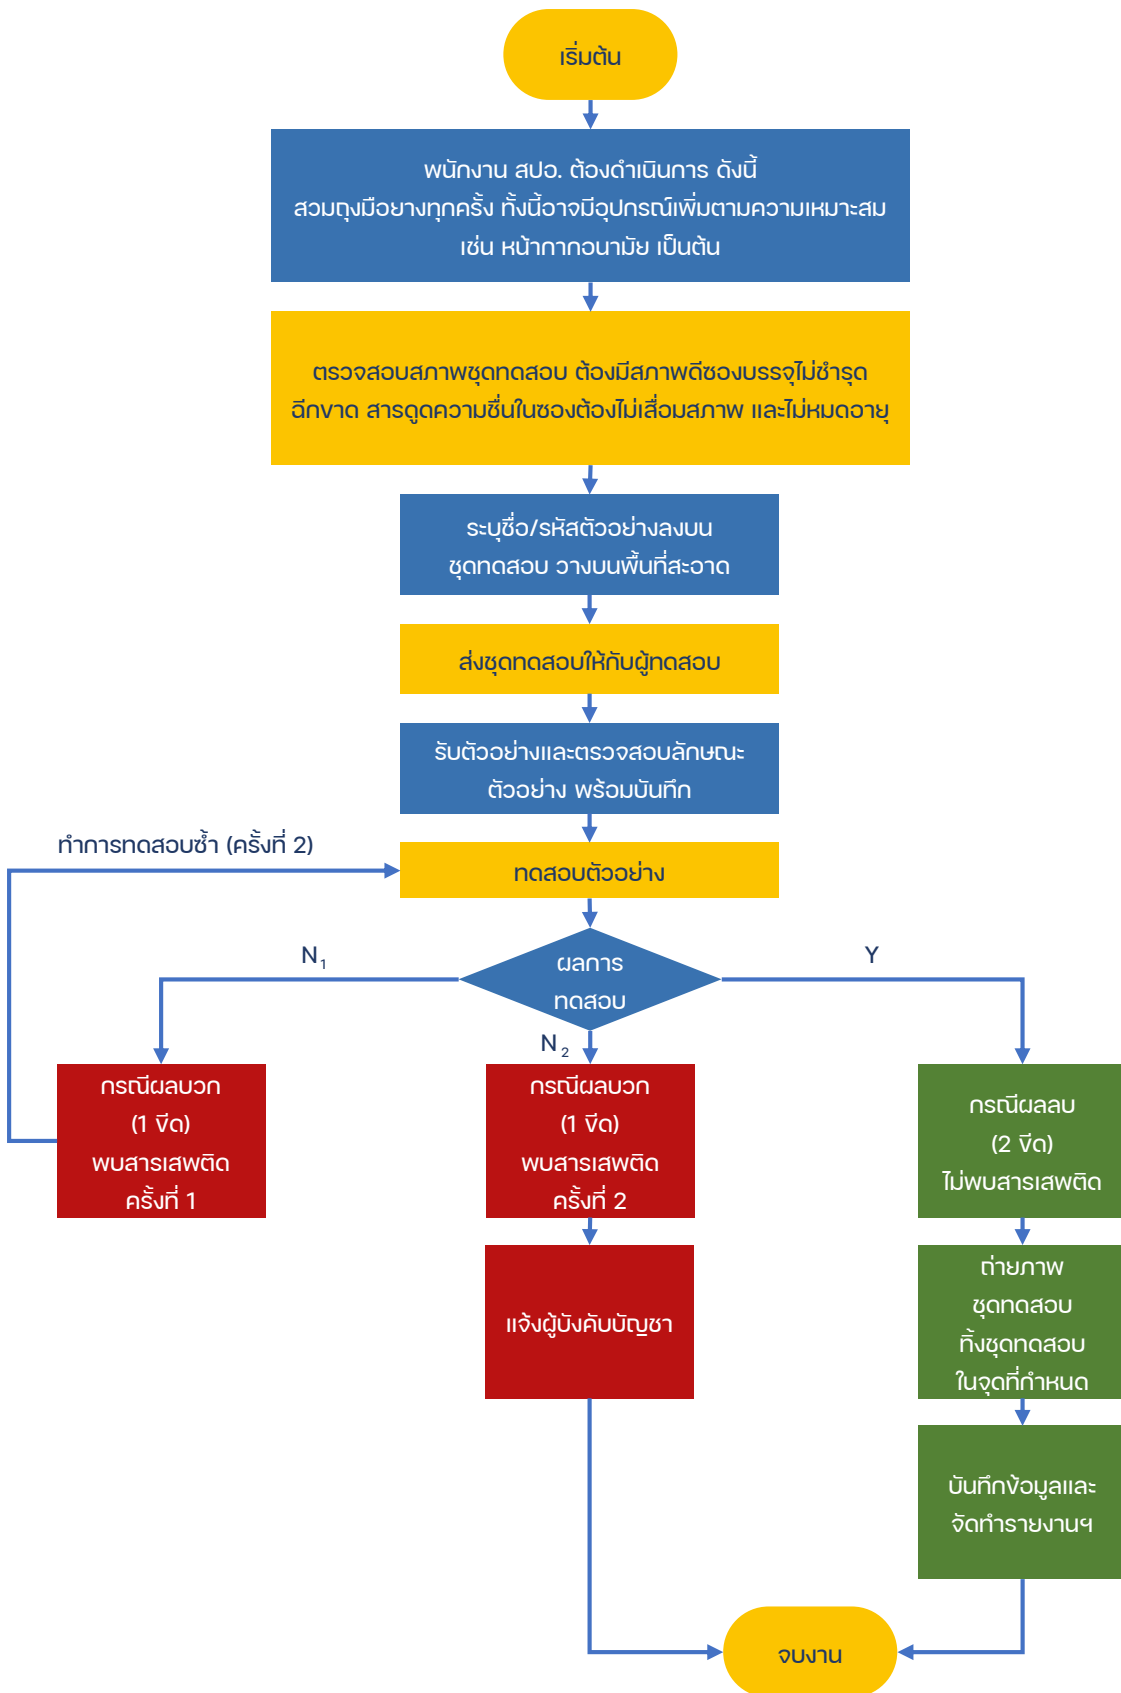 เริ่มต้น
พนักงาน สปอ. ต้องดำเนินการ ดังนี้
สวมถุงมือยางทุกครั้ง ทั้งนี้อาจมีอุปกรณ์เพิ่มตามความเหมาะสม
เช่น หน้ากากอนามัย เป็นต้น
ตรวจสอบสภาพชุดทดสอบ ต้องมีสภาพดีซองบรรจุไม่ชำรุด
ฉีกขาด สารดูดความชื่นในซองต้องไม่เสื่อมสภาพ และไม่หมดอายุ
ระบุชื่อ/รหัสตัวอย่างลงบน
ชุดทดสอบ วางบนพื้นที่สะอาด
ส่งชุดทดสอบให้กับผู้ทดสอบ
รับตัวอย่างและตรวจสอบลักษณะ
ตัวอย่าง พร้อมบันทึก
ทำการทดสอบซ้ำ (ครั้งที่ 2)
ทดสอบตัวอย่าง
ผลการ
ทดสอบ
N₁
Y
N₂
กรณีผลบวก
(1 ขีด)
พบสารเสพติด
ครั้งที่ 1
กรณีผลบวก
(1 ขีด)
พบสารเสพติด
ครั้งที่ 2
กรณีผลลบ
(2 ขีด)
ไม่พบสารเสพติด
แจ้งผู้บังคับบัญชา
ถ่ายภาพ
ชุดทดสอบ
ทิ้งชุดทดสอบ
ในจุดที่กำหนด
บันทึกข้อมูลและ
จัดทำรายงานฯ
จบงาน